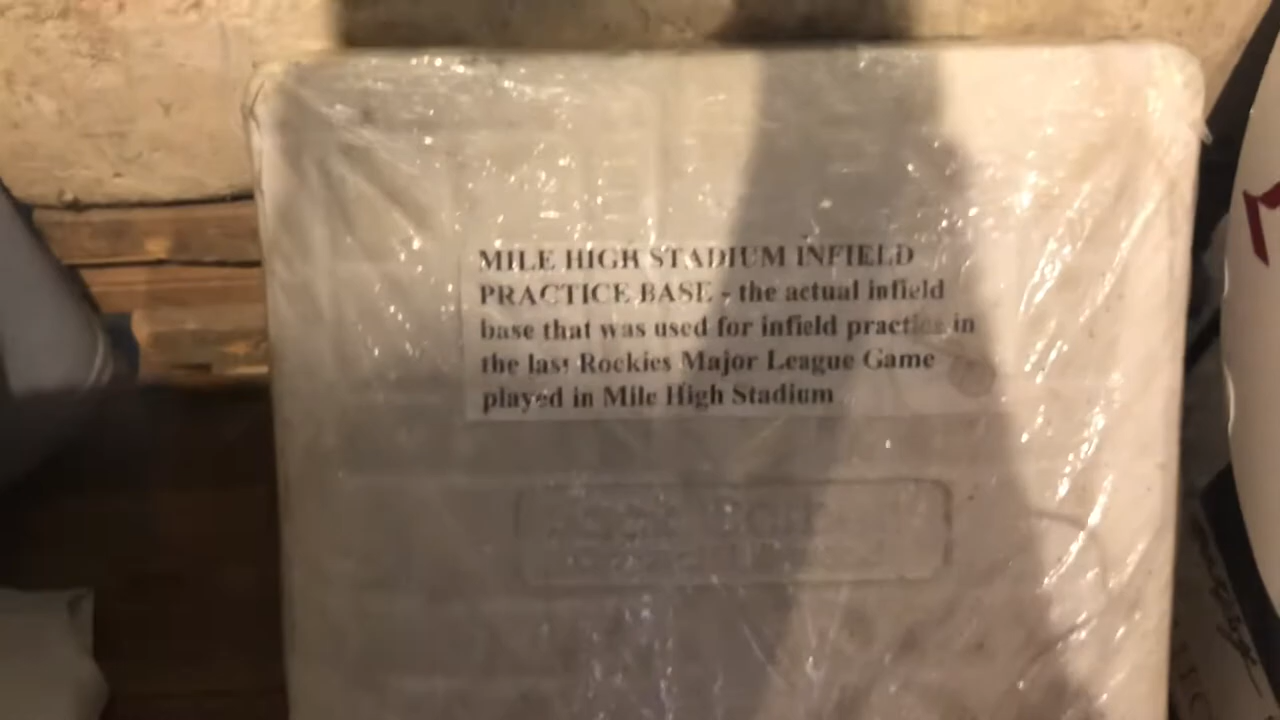 MILE HIGH STADIUM INFIELD
PRACTICE BASE - the actual infield
base that was used for infield practice in
the last Rockies Major League Game
played in Mile High Stadium